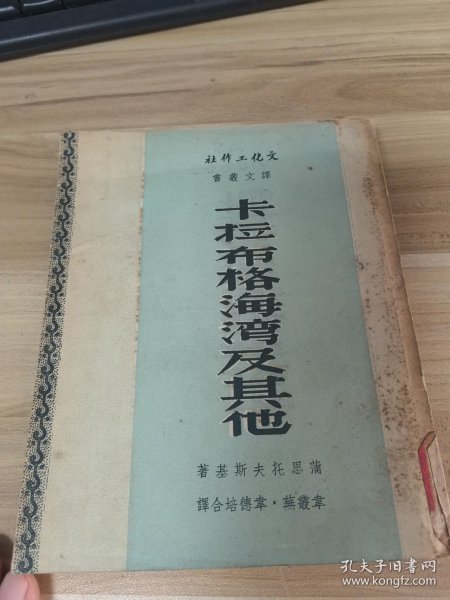 社作工化文
書叢文譯
卡拉布格海湾及其他
著基斯夫托思蒲
譯合培德韋·蕪叢韋
孔夫子旧书网
www.kongfz.com